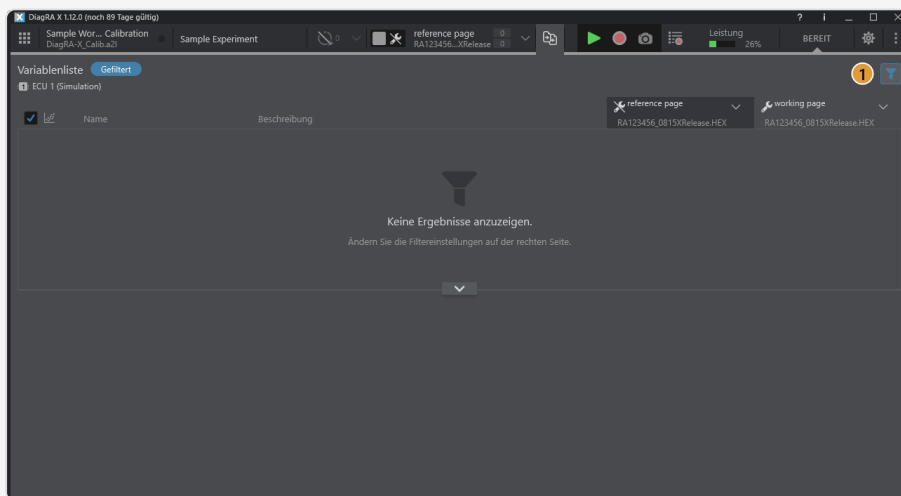 DiagRA X 1.12.0 (noch 89 Tage gültig)
? i
Sample Wor... Calibration
DiagRA-X_Calib.a2l
Sample Experiment
0
reference page 0
RA123456...XRelease 0
Leistung
26%
BEREIT
Variablenliste Gefiltert
1
1 ECU 1 (Simulation)
Name
Beschreibung
reference page
RA123456_0815XRelease.HEX
working page
RA123456_0815XRelease.HEX
Keine Ergebnisse anzuzeigen.
Ändern Sie die Filtereinstellungen auf der rechten Seite.